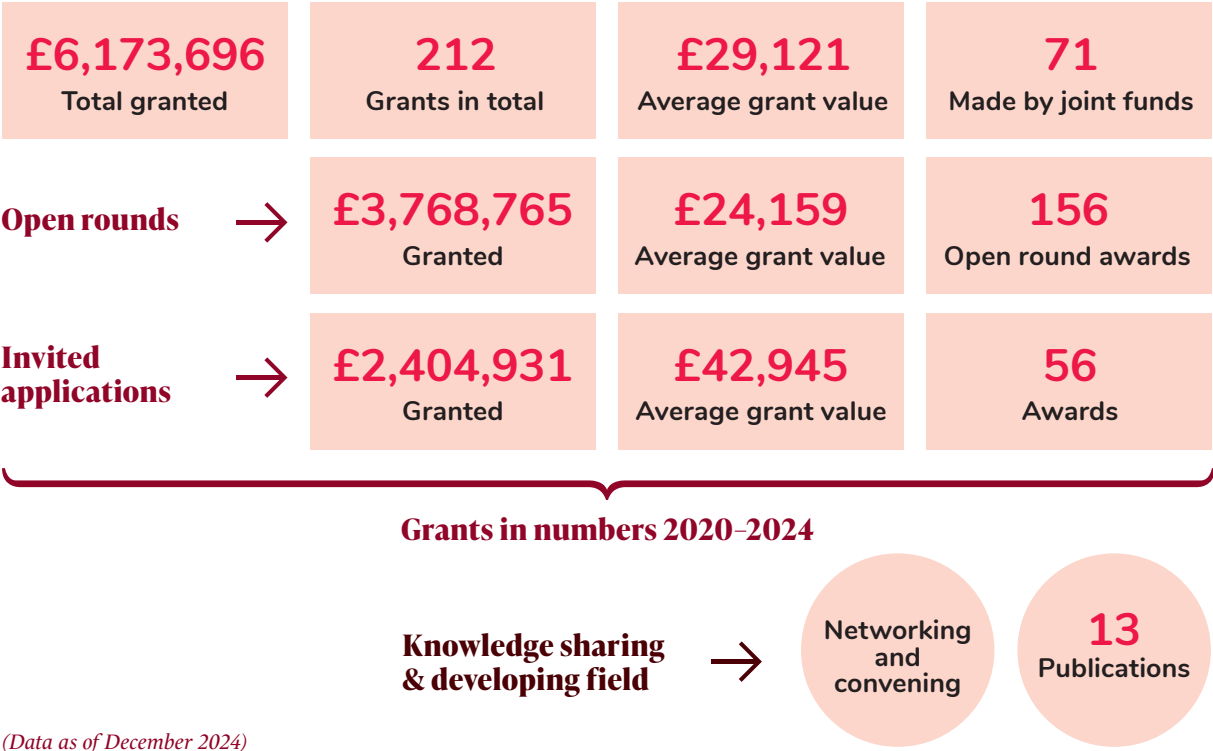 £6,173,696
Total granted
212
Grants in total
£29,121
Average grant value
71
Made by joint funds
Open rounds
£3,768,765
Granted
£24,159
Average grant value
156
Open round awards
Invited
applications
£2,404,931
Granted
£42,945
Average grant value
56
Awards
Grants in numbers 2020–2024
Knowledge sharing
& developing field
Networking
and
convening
13
Publications
(Data as of December 2024)